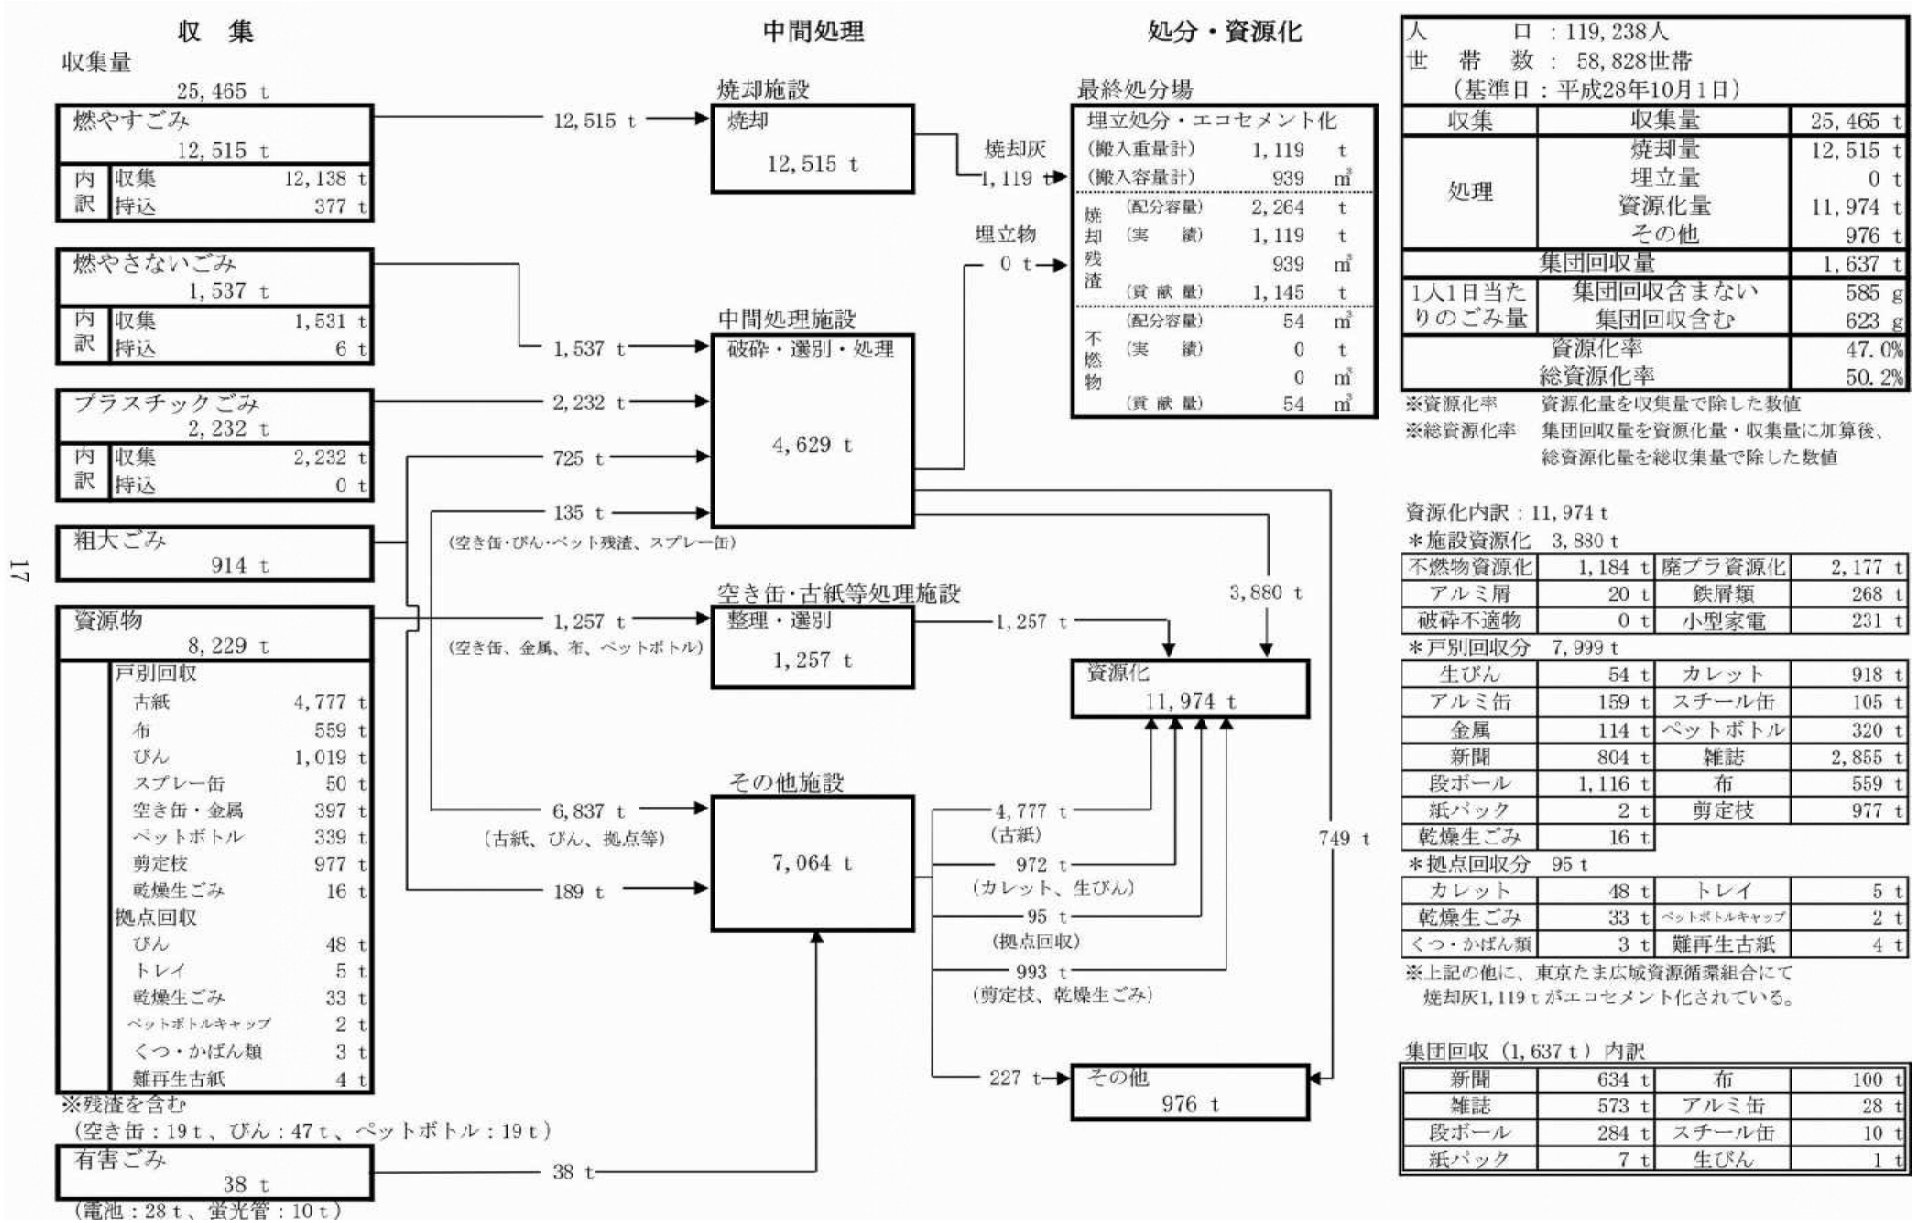 収 集
収集量
25,465 t
燃やすごみ
12,515 t
内訳
収集 12,138 t
持込 377 t
燃やさないごみ
1,537 t
内訳
収集 1,531 t
持込 6 t
プラスチックごみ
2,232 t
内訳
収集 2,232 t
持込 0 t
粗大ごみ
914 t
資源物
8,229 t
戸別回収
古紙 4,777 t
布 559 t
びん 1,019 t
スプレー缶 50 t
空き缶・金属 397 t
ペットボトル 339 t
剪定枝 977 t
乾燥生ごみ 16 t
拠点回収
びん 48 t
トレイ 5 t
乾燥生ごみ 33 t
ペットボトルキャップ 2 t
くつ・かばん類 3 t
難再生古紙 4 t
※残渣を含む
(空き缶:19t、びん:47t、ペットボトル:19t)
有害ごみ
38 t
(電池:28t、蛍光管:10t)
17
12,515 t
1,537 t
2,232 t
725 t
135 t
(空き缶・びん・ペット残渣、スプレー缶)
1,257 t
(空き缶、金属、布、ペットボトル)
6,837 t
(古紙、びん、拠点等)
189 t
38 t
中間処理
焼却施設
焼却
12,515 t
中間処理施設
破砕・選別・処理
4,629 t
空き缶・古紙等処理施設
整理・選別
1,257 t
その他施設
7,064 t
焼却灰
1,119 t
埋立物
0 t
1,257 t
3,880 t
749 t
4,777 t
(古紙)
972 t
(カレット、生びん)
95 t
(拠点回収)
993 t
(剪定枝、乾燥生ごみ)
227 t
処分・資源化
最終処分場
埋立処分・エコセメント化
(搬入重量計) 1,119 t
(搬入容量計) 939 m³
焼却残渣
(配分容量) 2,264 t
(実 績) 1,119 t
939 m³
(貢献量) 1,145 t
不燃物
(配分容量) 54 m³
(実 績) 0 t
0 m³
(貢献量) 54 m³
資源化
11,974 t
その他
976 t
人 口 : 119,238人
世 帯 数 : 58,828世帯
(基準日:平成28年10月1日)
収集 収集量 25,465 t
処理
焼却量 12,515 t
埋立量 0 t
資源化量 11,974 t
その他 976 t
集団回収量 1,637 t
1人1日当たりのごみ量
集団回収含まない 585 g
集団回収含む 623 g
資源化率 47.0%
総資源化率 50.2%
※資源化率 資源化量を収集量で除した数値
※総資源化率 集団回収量を資源化量・収集量に加算後、
総資源化量を総収集量で除した数値
資源化内訳:11,974t
*施設資源化 3,880t
不燃物資源化 1,184 t 廃プラ資源化 2,177 t
アルミ屑 20 t 鉄屑類 268 t
破砕不適物 0 t 小型家電 231 t
*戸別回収分 7,999t
生びん 54 t カレット 918 t
アルミ缶 159 t スチール缶 105 t
金属 114 t ペットボトル 320 t
新聞 804 t 雑誌 2,855 t
段ボール 1,116 t 布 559 t
紙パック 2 t 剪定枝 977 t
乾燥生ごみ 16 t
*拠点回収分 95t
カレット 48 t トレイ 5 t
乾燥生ごみ 33 t ペットボトルキャップ 2 t
くつ・かばん類 3 t 難再生古紙 4 t
※上記の他に、東京たま広域資源循環組合にて
焼却灰1,119tがエコセメント化されている。
集団回収(1,637t)内訳
新聞 634 t 布 100 t
雑誌 573 t アルミ缶 28 t
段ボール 284 t スチール缶 10 t
紙パック 7 t 生びん 1 t